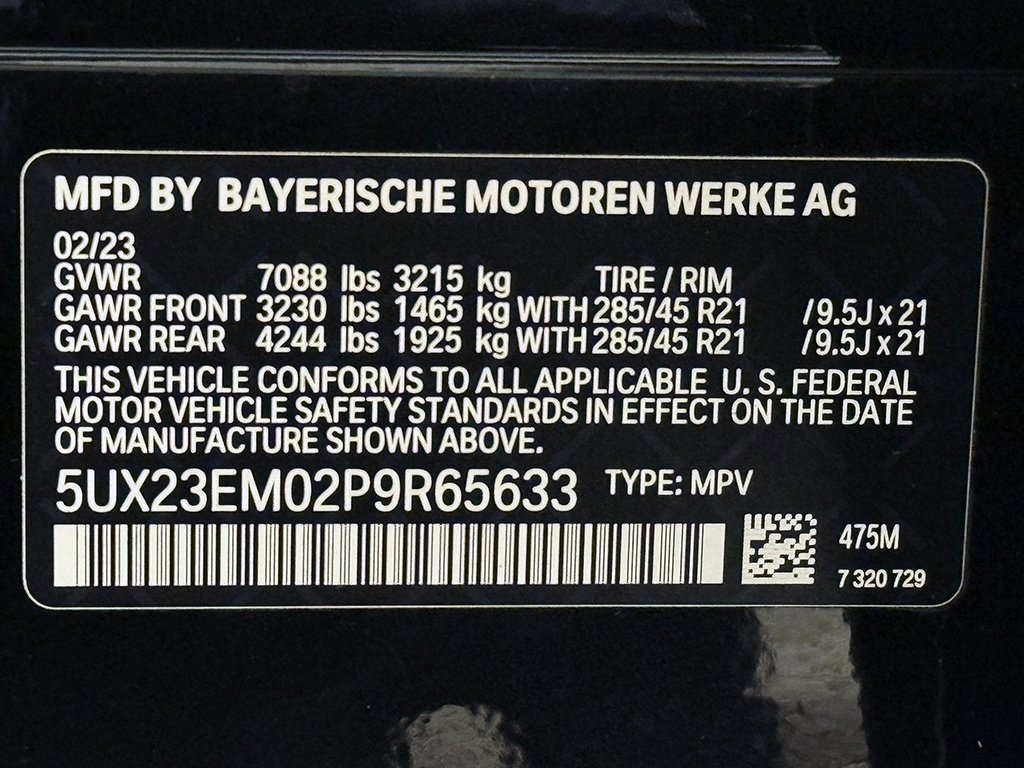 MFD BY BAYERISCHE MOTOREN WERKE AG
02/23
GVWR 7088 lbs 3215 kg TIRE / RIM
GAWR FRONT 3230 lbs 1465 kg WITH 285/45 R21 /9.5J x 21
GAWR REAR 4244 lbs 1925 kg WITH 285/45 R21 /9.5J x 21
THIS VEHICLE CONFORMS TO ALL APPLICABLE U. S. FEDERAL
MOTOR VEHICLE SAFETY STANDARDS IN EFFECT ON THE DATE
OF MANUFACTURE SHOWN ABOVE.
5UX23EM02P9R65633 TYPE: MPV
475M
7 320 729